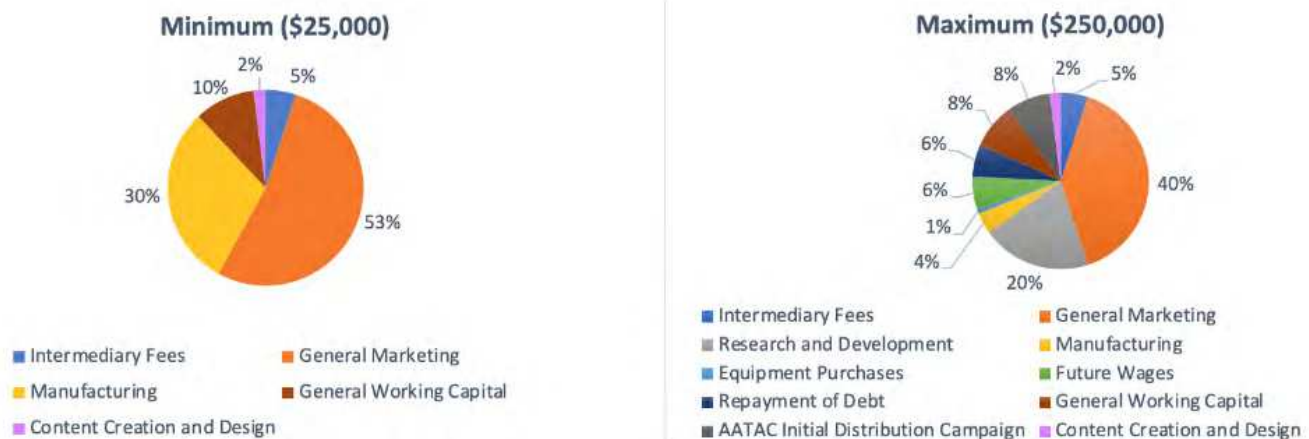 Minimum ($25,000)
2%
5%
10%
30%
53%
Intermediary Fees
General Marketing
Manufacturing
General Working Capital
Content Creation and Design
Maximum ($250,000)
8%
2%
5%
8%
6%
40%
6%
1%
4%
20%
Intermediary Fees
General Marketing
Research and Development
Manufacturing
Equipment Purchases
Future Wages
Repayment of Debt
General Working Capital
AATAC Initial Distribution Campaign
Content Creation and Design